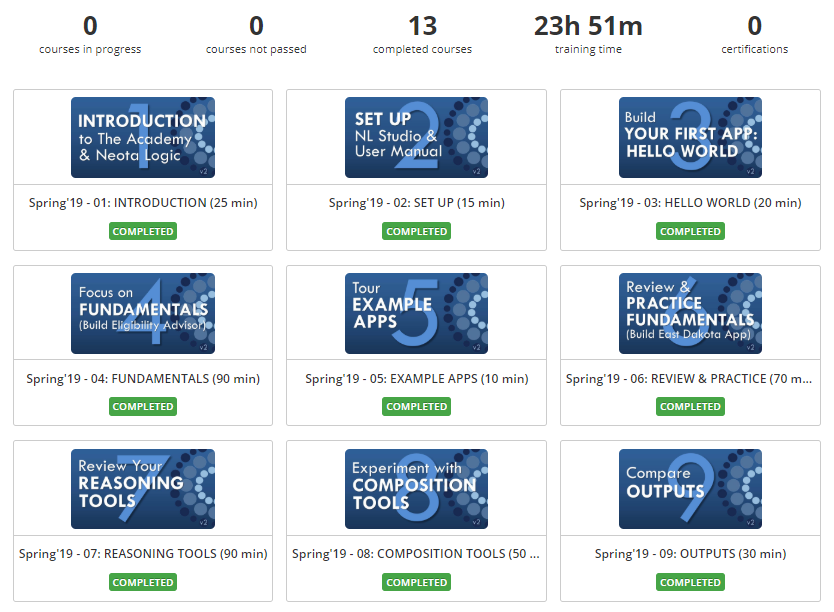 0 0 13 23h 51m 0
courses in progress courses not passed completed courses training time certifications
1
INTRODUCTION
to The Academy
& Neota Logic
v2
2
SET UP
NL Studio &
User Manual
v2
3
Build
YOUR FIRST APP:
HELLO WORLD
v2
Spring'19 - 01: INTRODUCTION (25 min) Spring'19 - 02: SET UP (15 min) Spring'19 - 03: HELLO WORLD (20 min)
COMPLETED COMPLETED COMPLETED
4
Focus on
FUNDAMENTALS
(Build Eligibility Advisor)
v2
5
Tour
EXAMPLE
APPS
v2
6
Review &
PRACTICE
FUNDAMENTALS
(Build East Dakota App)
v2
Spring'19 - 04: FUNDAMENTALS (90 min) Spring'19 - 05: EXAMPLE APPS (10 min) Spring'19 - 06: REVIEW & PRACTICE (70 m...
COMPLETED COMPLETED COMPLETED
7
Review Your
REASONING
TOOLS
v2
8
Experiment with
COMPOSITION
TOOLS
v2
9
Compare
OUTPUTS
v2
Spring'19 - 07: REASONING TOOLS (90 min) Spring'19 - 08: COMPOSITION TOOLS (50 ... Spring'19 - 09: OUTPUTS (30 min)
COMPLETED COMPLETED COMPLETED